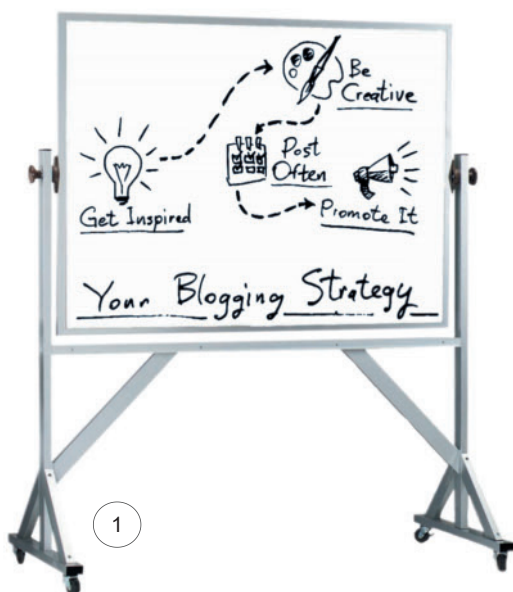 Get Inspired
Be
Creative
Post
Often
Promote It
Your Blogging Strategy
1